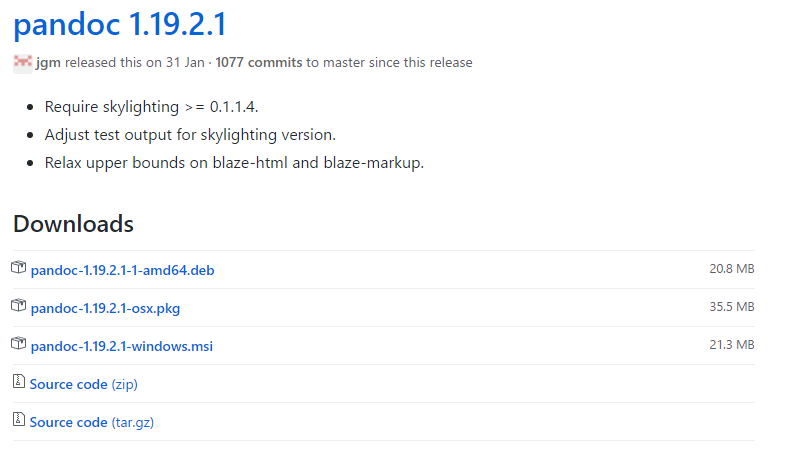 pandoc 1.19.2.1
jgm released this on 31 Jan · 1077 commits to master since this release
• Require skylighting >= 0.1.1.4.
• Adjust test output for skylighting version.
• Relax upper bounds on blaze-html and blaze-markup.
Downloads
pandoc-1.19.2.1-1-amd64.deb 20.8 MB
pandoc-1.19.2.1-osx.pkg 35.5 MB
pandoc-1.19.2.1-windows.msi 21.3 MB
Source code (zip)
Source code (tar.gz)